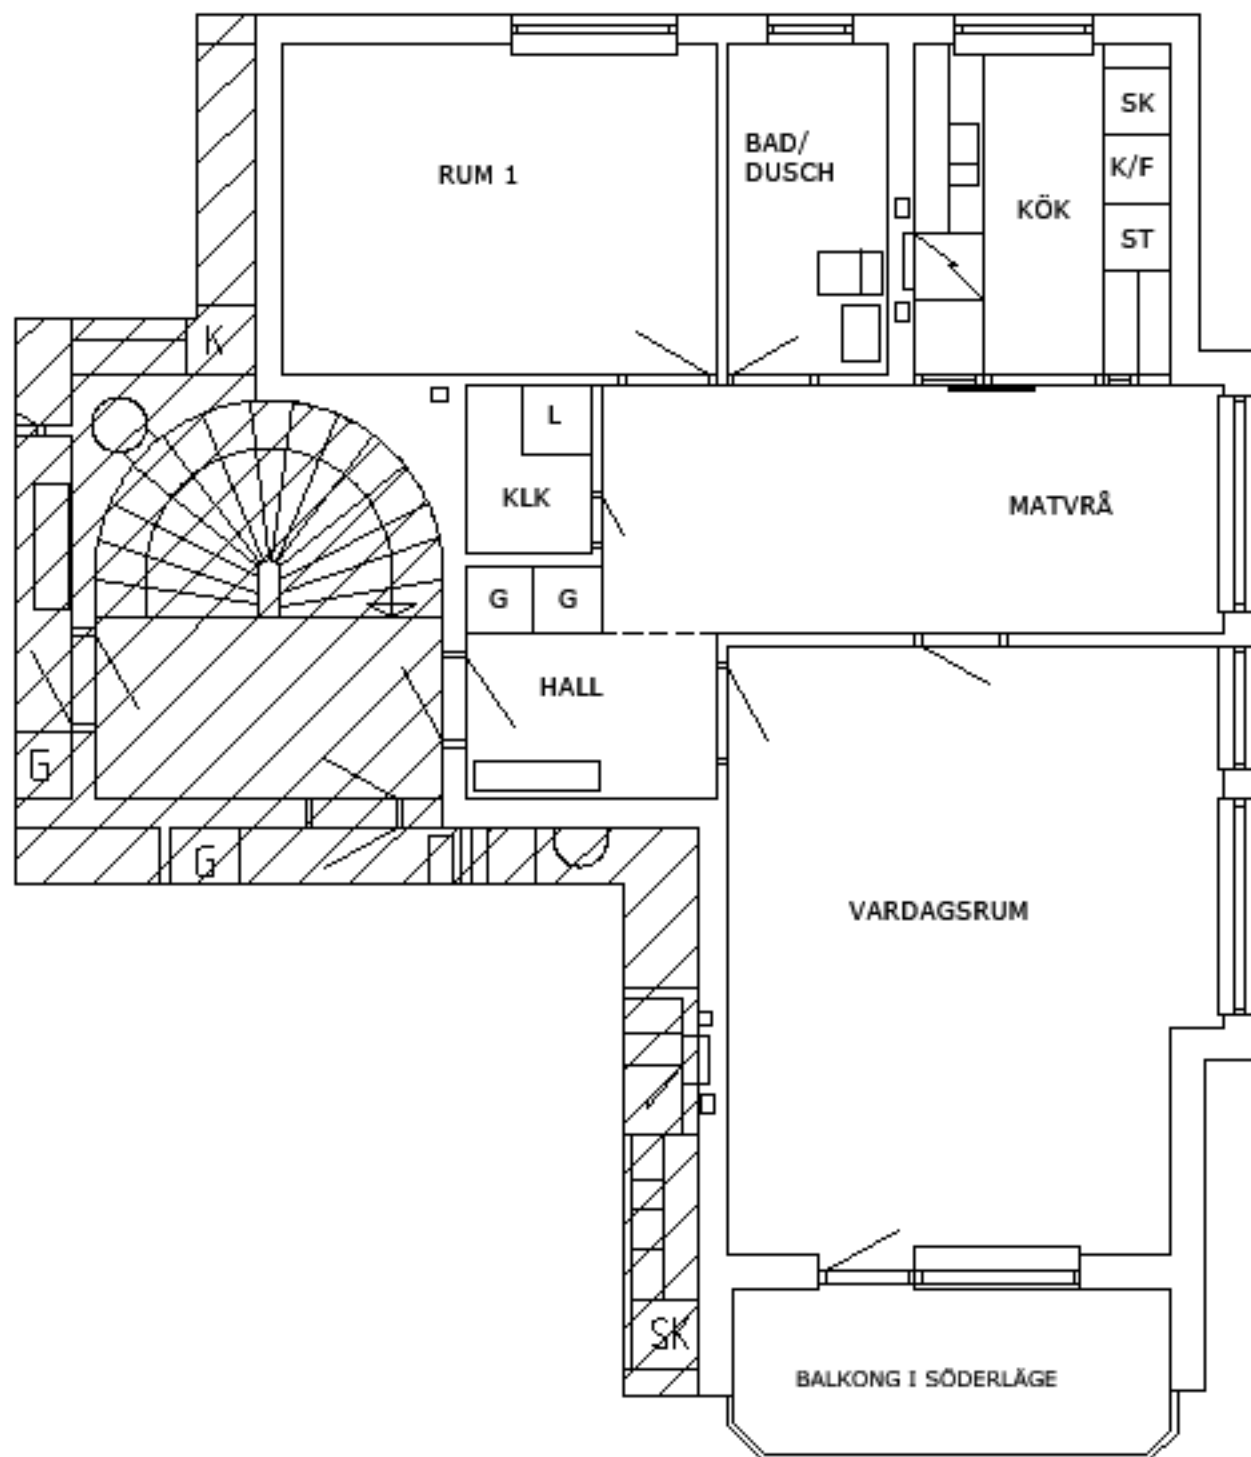 SK
BAD/
DUSCH
K/F
RUM 1
KÖK
ST
K
L
KLK
MATVRÅ
G
G
HALL
G
G
VARDAGSRUM
SK
BALKONG I SÖDERLÄGE